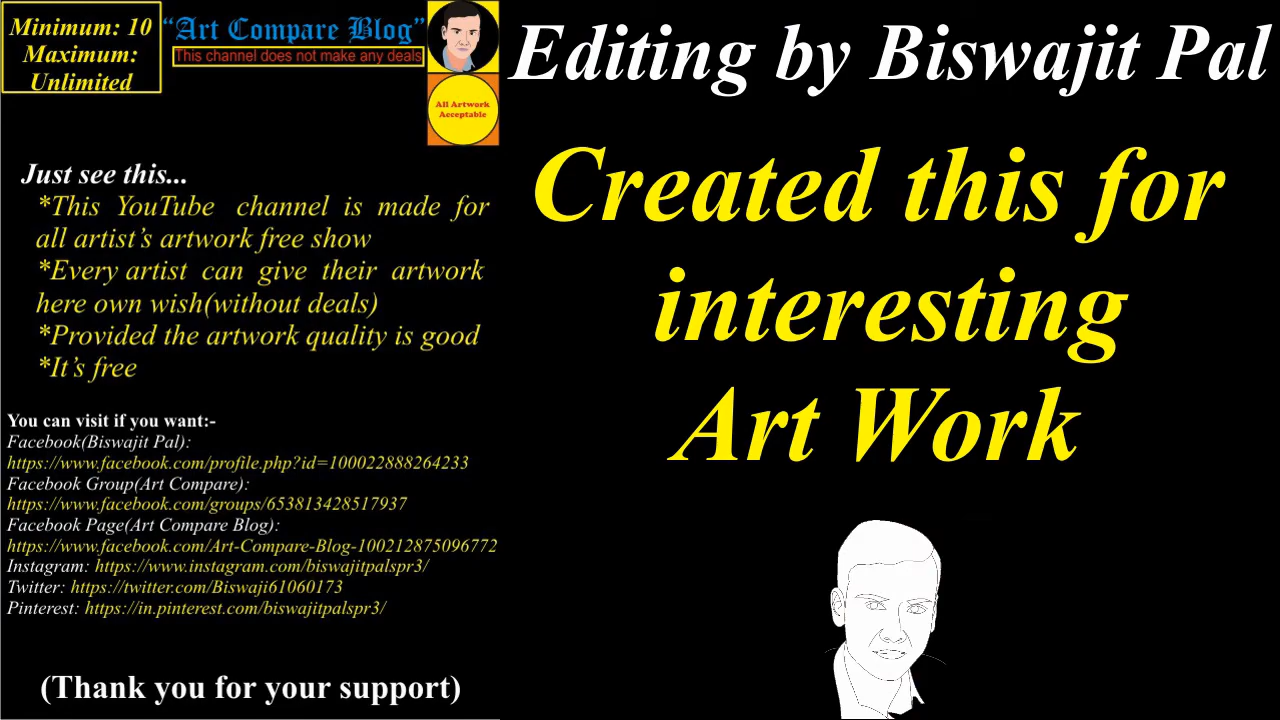 Minimum: 10
Maximum:
Unlimited
“Art Compare Blog”
This channel does not make any deals
All Artwork
Acceptable
Just see this...
*This YouTube channel is made for
all artist’s artwork free show
*Every artist can give their artwork
here own wish(without deals)
*Provided the artwork quality is good
*It’s free
You can visit if you want:-
Facebook(Biswajit Pal):
https://www.facebook.com/profile.php?id=100022888264233
Facebook Group(Art Compare):
https://www.facebook.com/groups/653813428517937
Facebook Page(Art Compare Blog):
https://www.facebook.com/Art-Compare-Blog-100212875096772
Instagram: https://www.instagram.com/biswajitpalspr3/
Twitter: https://twitter.com/Biswaji61060173
Pinterest: https://in.pinterest.com/biswajitpalspr3/
(Thank you for your support)
Editing by Biswajit Pal
Created this for
interesting
Art Work